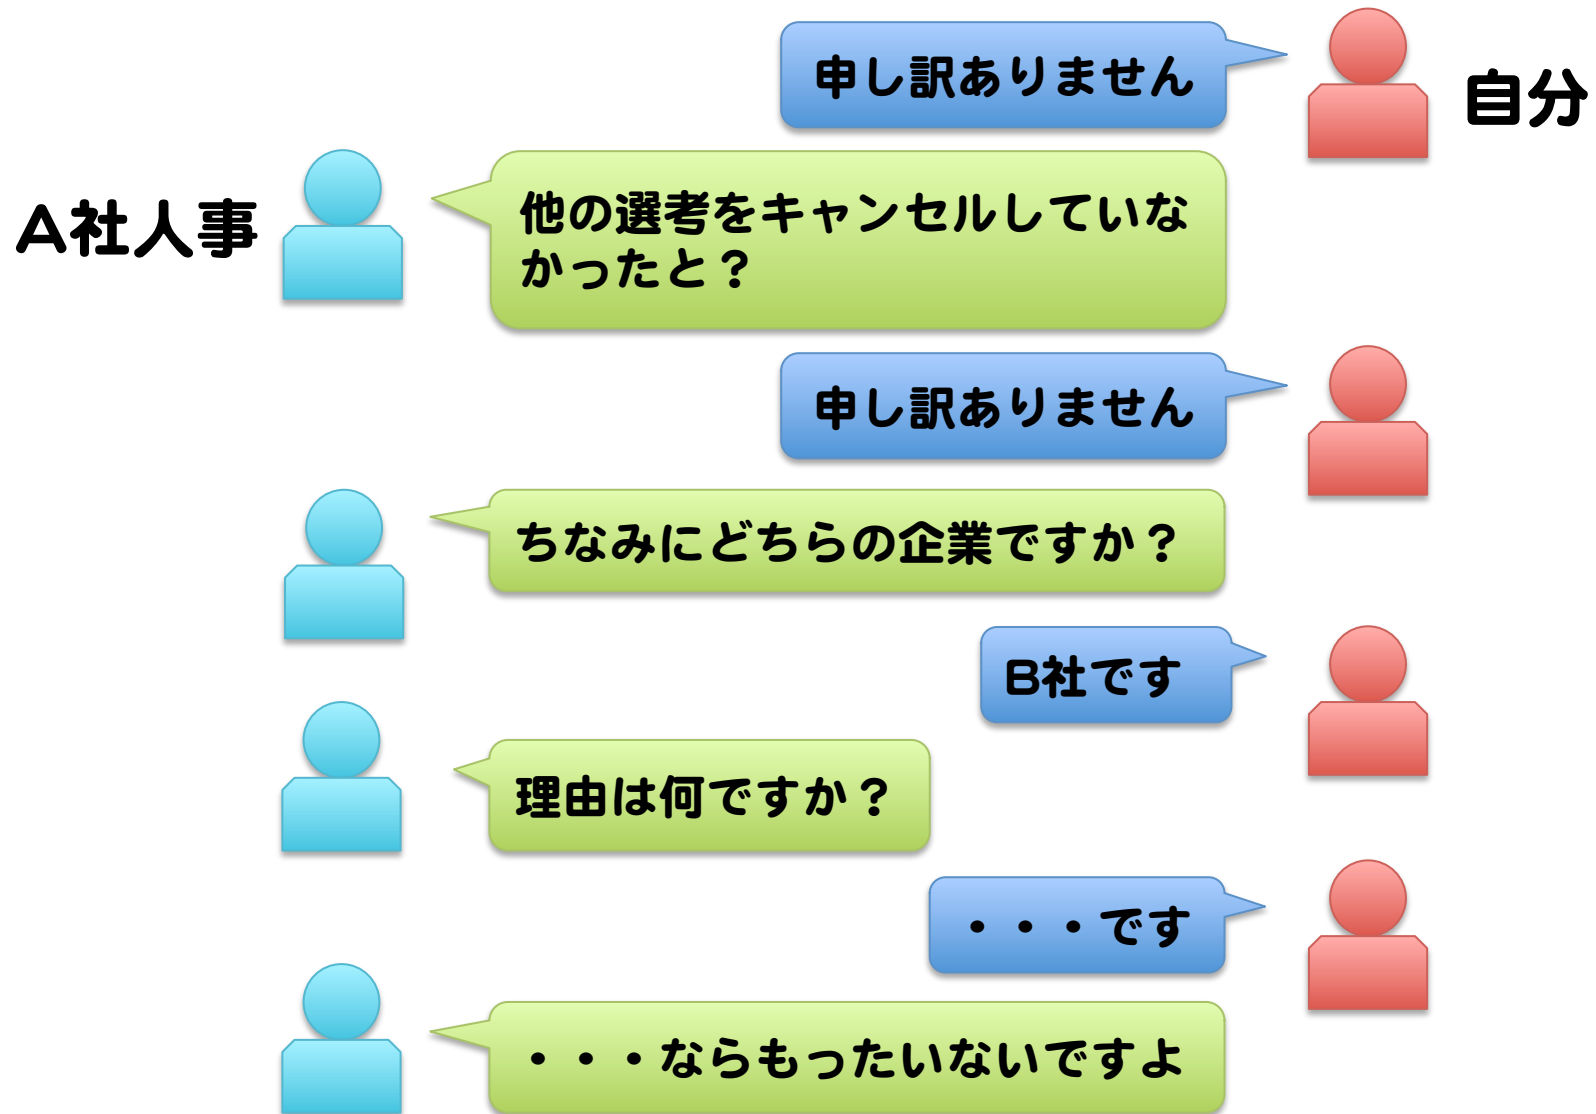 申し訳ありません
自分
A社人事
他の選考をキャンセルしていな
かったと？
申し訳ありません
ちなみにどちらの企業ですか？
B社です
理由は何ですか？
・・・です
・・・ならもったいないですよ